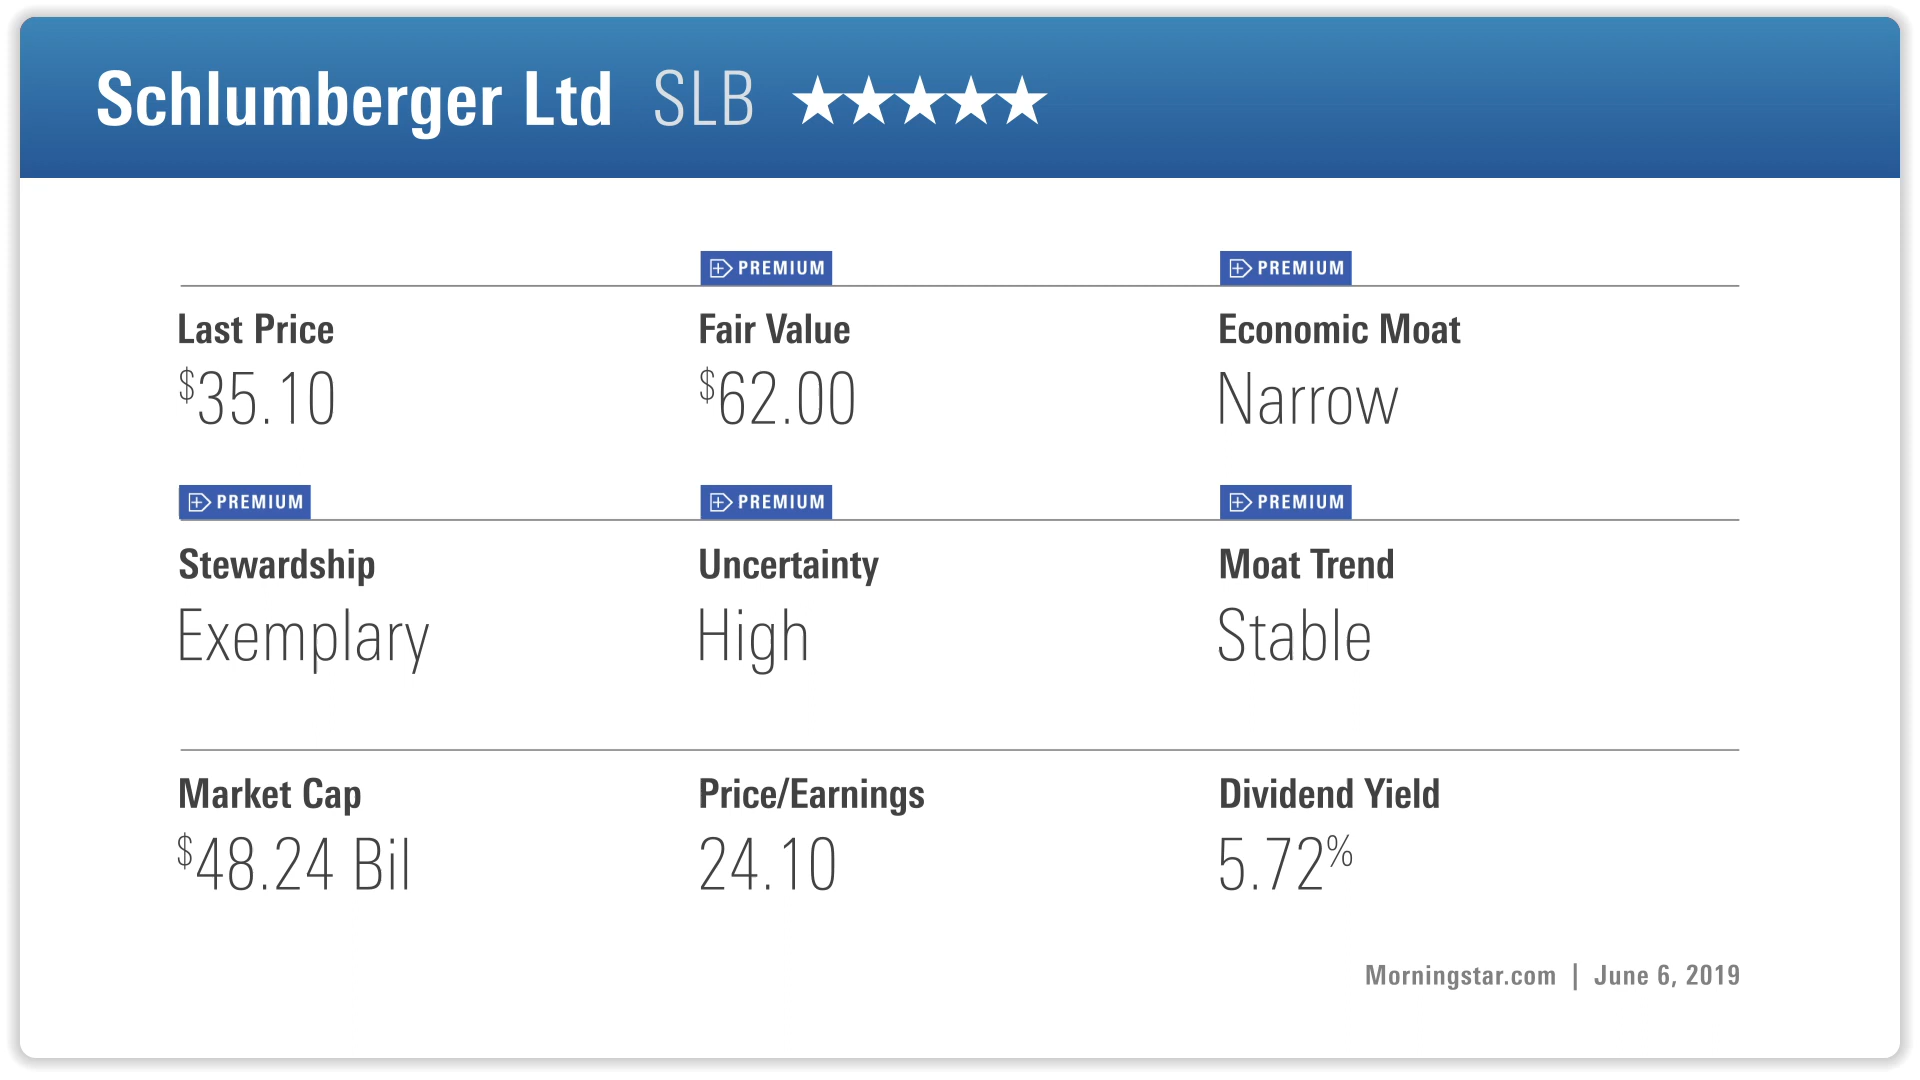 Schlumberger Ltd SLB ★★★★★
PREMIUM PREMIUM
Last Price Fair Value Economic Moat
$35.10 $62.00 Narrow
PREMIUM PREMIUM PREMIUM
Stewardship Uncertainty Moat Trend
Exemplary High Stable
Market Cap Price/Earnings Dividend Yield
$48.24 Bil 24.10 5.72%
Morningstar.com | June 6, 2019